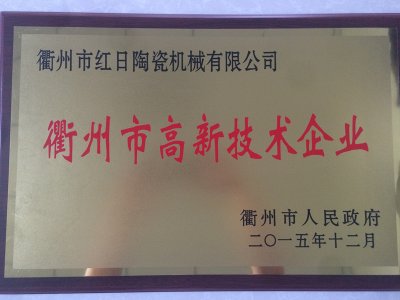 衢州市红日陶瓷机械有限公司
衢州市高新技术企业
衢州市人民政府
二〇一五年十二月